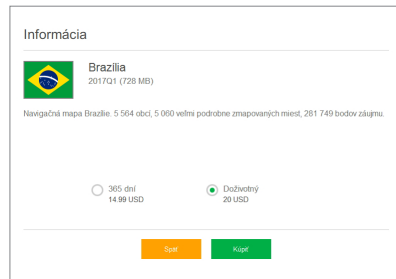 Informácia
Brazília
2017Q1 (728 MB)
Navigačná mapa Brazílie. 5 564 obcí, 5 060 veľmi podrobne zmapovaných miest, 281 749 bodov záujmu.
365 dní
14.99 USD
Doživotný
20 USD
Späť
Kúpiť